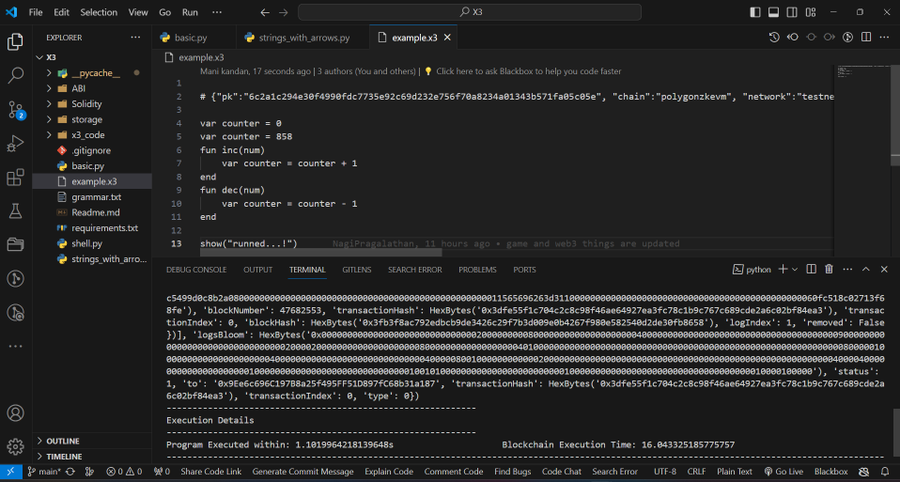 File Edit Selection View Go Run ··· X3
EXPLORER ···
X3
__pycache__
ABI
Solidity
storage
x3_code
.gitignore
basic.py
example.x3
grammar.txt
Readme.md
requirements.txt
shell.py
strings_with_arro...
OUTLINE
TIMELINE
2
basic.py strings_with_arrows.py example.x3
example.x3
Mani kandan, 17 seconds ago | 3 authors (You and others) | Click here to ask Blackbox to help you code faster
1
2 # {"pk":"6c2a1c294e30f4990fdc7735e92c69d232e756f70a8234a01343b571fa05c05e", "chain":"polygonzkevm", "network":"testne
3
4 var counter = 0
5 var counter = 858
6 fun inc(num)
7 var counter = counter + 1
8 end
9 fun dec(num)
10 var counter = counter - 1
11 end
12
13 show("runned...!") NagiPragalathan, 11 hours ago • game and web3 things are updated
DEBUG CONSOLE OUTPUT TERMINAL GITLENS SEARCH ERROR PROBLEMS PORTS python
68fe'), 'blockNumber': 47682553, 'transactionHash': HexBytes('0x3dfe55f1c704c2c8c98f46ae64927ea3fc78c1b9c767c689cde2a6c02bf84ea3'), 'transac
tionIndex': 0, 'blockHash': HexBytes('0x3fb3f8ac792edbcb9de3426c29f7b3d009e0b4267f980e582540d2de30fb8658'), 'logIndex': 1, 'removed': False
})], 'logsBloom':
'status':
1, 'to': '0x9Ee6c696C197B8a25f495FF51D897fC68b31a187', 'transactionHash': HexBytes('0x3dfe55f1c704c2c8c98f46ae64927ea3fc78c1b9c767c689cde2a
6c02bf84ea3'), 'transactionIndex': 0, 'type': 0})
Execution Details
Program Executed within: 1.1019964218139648s Blockchain Execution Time: 16.043325185775757
main* 0 0 0 Share Code Link Generate Commit Message Explain Code Comment Code Find Bugs Code Chat Search Error UTF-8 CRLF Plain Text Go Live Blackbox